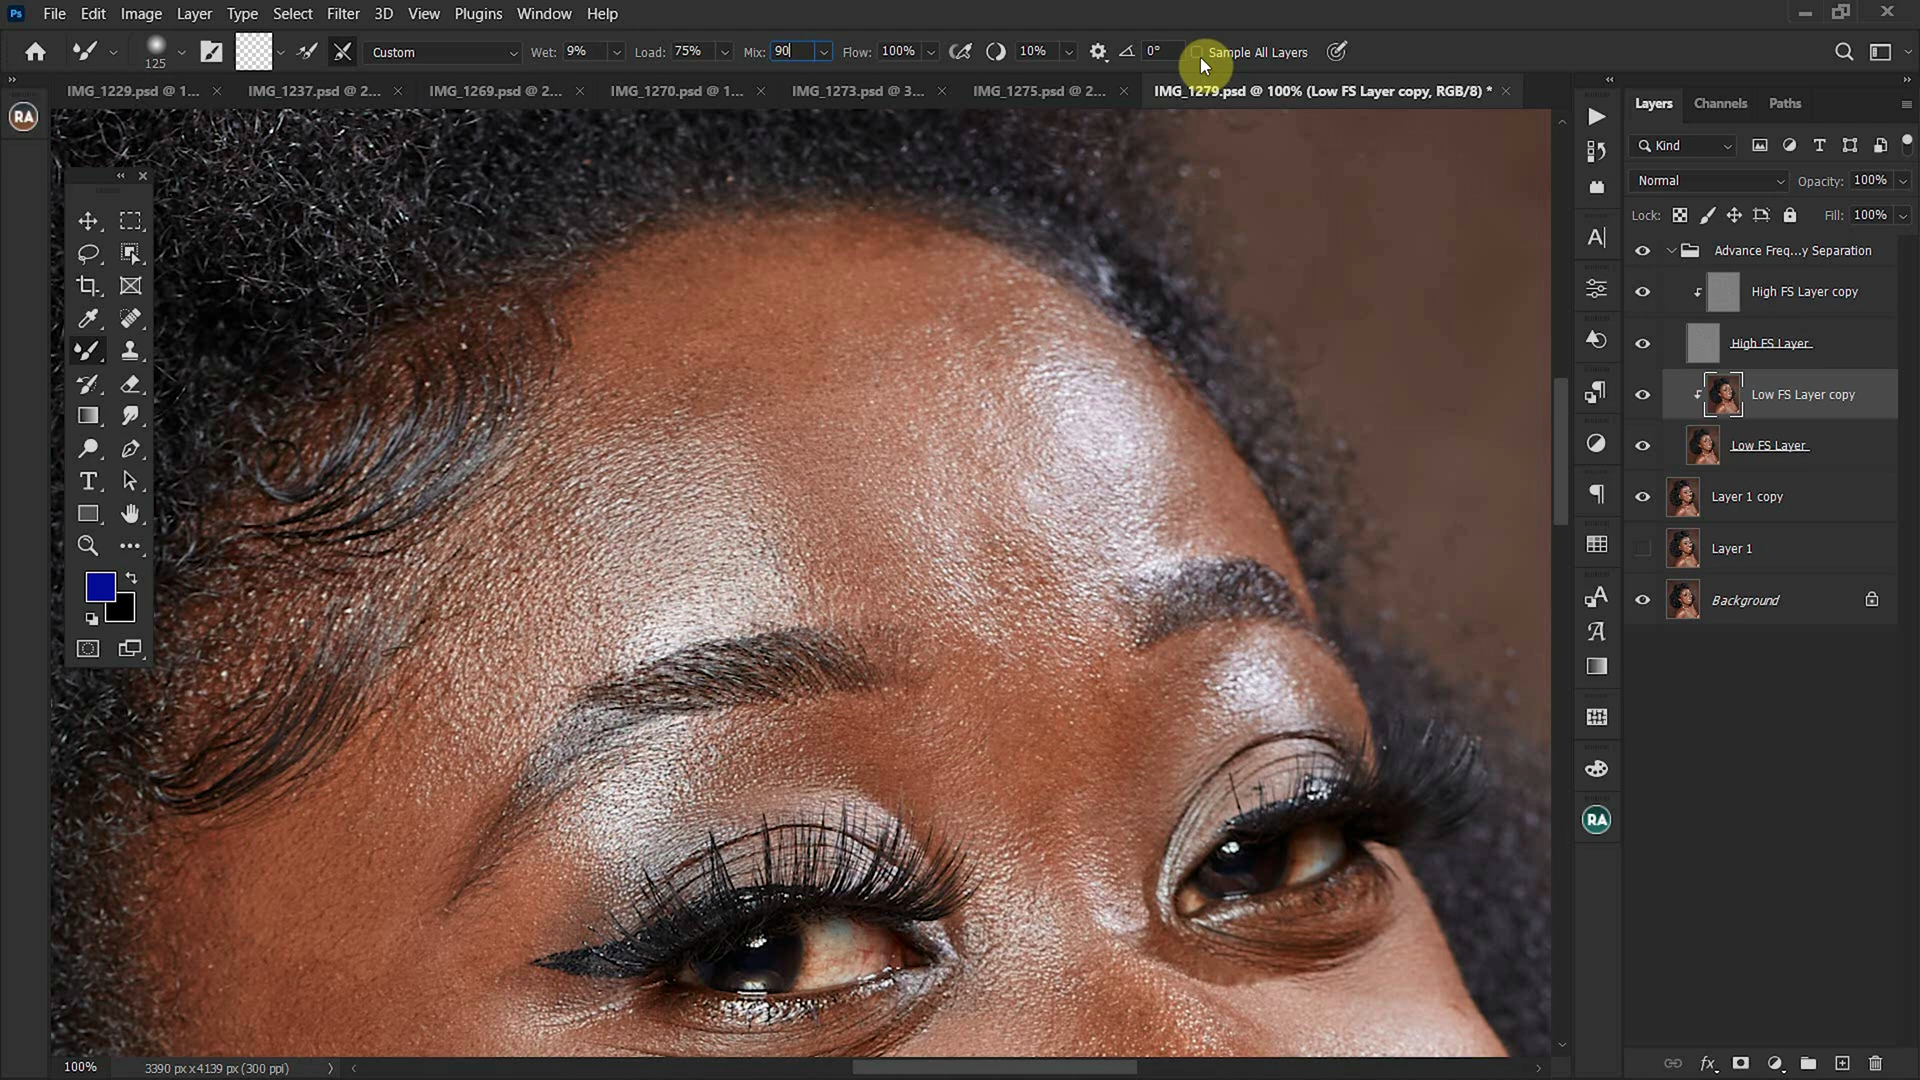 Ps File Edit Image Layer Type Select Filter 3D View Plugins Window Help
125 Custom Wet: 9% Load: 75% Mix: 90 Flow: 100% 10% 0° Sample All Layers
IMG_1229.psd @ 1... IMG_1237.psd @ 2... IMG_1269.psd @ 2... IMG_1270.psd @ 1... IMG_1273.psd @ 3... IMG_1275.psd @ 2... IMG_1279.psd @ 100% (Low FS Layer copy, RGB/8) *
RA
Layers Channels Paths
Kind
Normal Opacity: 100%
Lock: Fill: 100%
Advance Freq...y Separation
High FS Layer copy
High FS Layer
Low FS Layer copy
Low FS Layer
Layer 1 copy
Layer 1
Background
RA
100% 3390 px x 4139 px (300 ppi)
fx